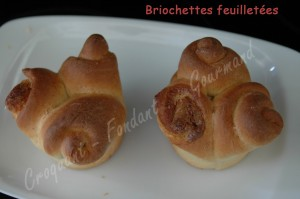 Briochettes feuilletées
Croquant - Fondant - Gourmand